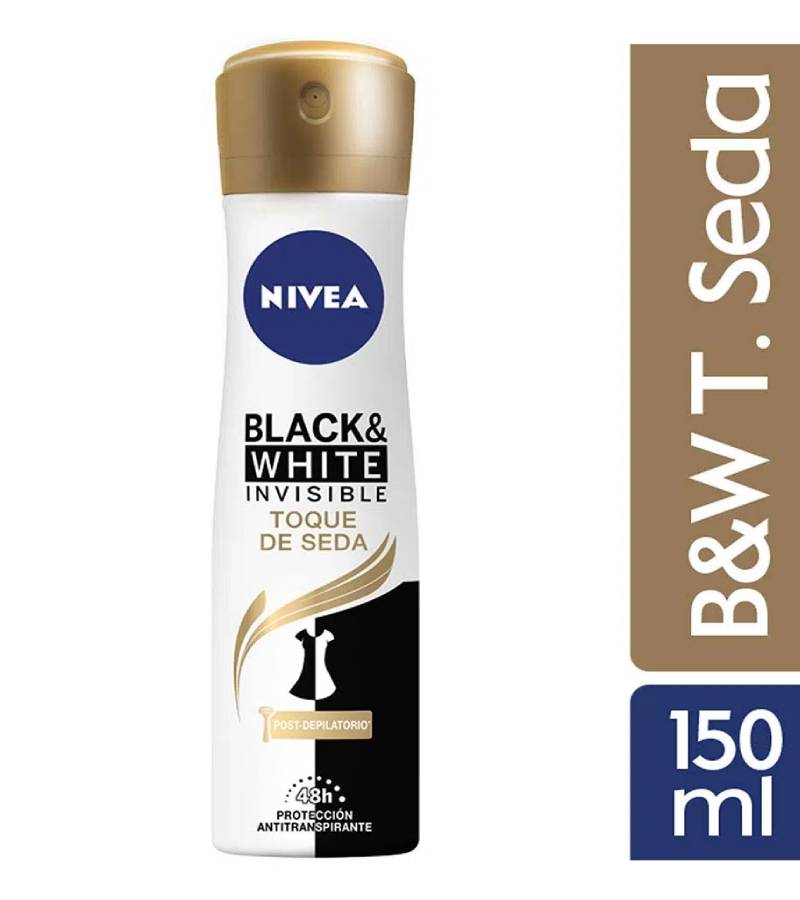 NIVEA
BLACK&
WHITE
INVISIBLE
TOQUE
DE SEDA
POST-DEPILATORIO*
48h
PROTECCIÓN
ANTITRANSPIRANTE
B&W T. Seda
150
ml